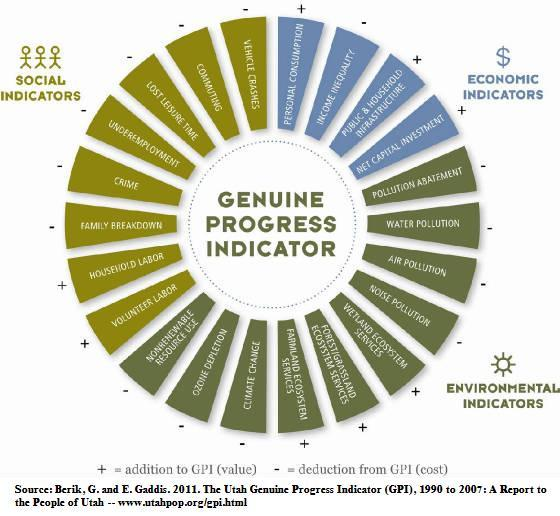 SOCIAL
INDICATORS
$
ECONOMIC
INDICATORS
+
PERSONAL CONSUMPTION
-
INCOME INEQUALITY
+
PUBLIC & HOUSEHOLD
INFRASTRUCTURE
+
NET CAPITAL INVESTMENT
-
POLLUTION ABATEMENT
-
WATER POLLUTION
-
AIR POLLUTION
-
NOISE POLLUTION
+
WETLAND ECOSYSTEM
SERVICES
+
FOREST/GRASSLAND
ECOSYSTEM SERVICES
+
FARMLAND ECOSYSTEM
SERVICES
-
CLIMATE CHANGE
-
OZONE DEPLETION
-
NONRENEWABLE
RESOURCE USE
+
VOLUNTEER LABOR
+
HOUSEHOLD LABOR
-
FAMILY BREAKDOWN
-
CRIME
-
UNDEREMPLOYMENT
-
LOST LEISURE TIME
-
COMMUTING
-
VEHICLE CRASHES
GENUINE
PROGRESS
INDICATOR
ENVIRONMENTAL
INDICATORS
+ = addition to GPI (value) - = deduction from GPI (cost)
Source: Berik, G. and E. Gaddis. 2011. The Utah Genuine Progress Indicator (GPI), 1990 to 2007: A Report to
the People of Utah -- www.utahpop.org/gpi.html